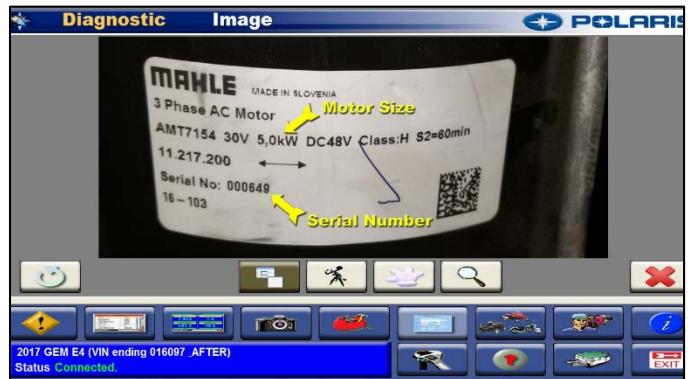 Diagnostic Image POLARIS
MAHLE MADE IN SLOVENIA
3 Phase AC Motor
Motor Size
AMT7154 30V 5,0kW DC48V Class:H S2=60min
11.217.200
Serial No: 000649
16-103
Serial Number
2017 GEM E4 (VIN ending 016097 _AFTER)
Status Connected.
EXIT